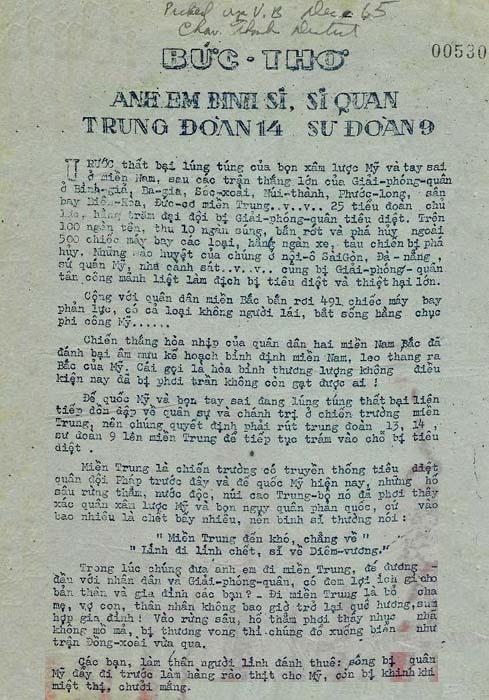 Picked up V.B Dec 65
Chau Thanh District
00530
BỨC - THƠ
ANH EM BINH SĨ, SĨ QUAN
TRUNG ĐOÀN 14 SƯ ĐOÀN 9
TRƯỚC thất bại lúng túng của bọn xâm lược Mỹ và tay sai
ở miền Nam, sau các trận thắng lớn của Giải-phóng-quân
ở Bình-giã, Ba-gia, Sóc-xoài, Núi-thành, Phước-long, sân
bay Biên-Hòa, Đức-cơ miền Trung..v..v.. 25 tiểu đoàn chủ
lực, hằng trăm đại đội bị Giải-phóng-quân tiêu diệt. Trên
100 ngàn tên, thu 10 ngàn súng, bắn rớt và phá hủy ngoài
500 chiếc máy bay các loại, hằng ngàn xe, tàu chiến bị phá
hủy. Những sào huyệt của chúng ở nội-ô SàiGòn, Đà-nẵng,
sứ quán Mỹ, nhà cảnh sát..v..v.. cũng bị Giải-phóng-quân
tấn công mãnh liệt làm địch bị tiêu diệt và thiệt hại lớn.
Cộng với quân dân miền Bắc bắn rơi 491 chiếc máy bay
phản lực, có cả loại không người lái, bắt sống hằng chục
phi công Mỹ......
Chiến thắng hòa nhịp của quân dân hai miền Nam Bắc đã
đánh bại âm mưu kế hoạch bình định miền Nam, leo thang ra
Bắc của Mỹ. Cái gọi là hòa bình thương lượng không điều
kiện nay đã bị phơi trần không còn gạt được ai !
Đế quốc Mỹ và bọn tay sai đang lúng túng thất bại liên
tiếp dồn dập về quân sự và chánh trị ở chiến trường miền
Trung, nên chúng quyết định phải rút trung đoàn 13, 14,
sư đoàn 9 lên miền Trung để tiếp tục trám vào chỗ bị tiêu
diệt .
Miền Trung là chiến trường có truyền thống tiêu diệt
quân đội Pháp trước đây và đế quốc Mỹ hiện nay, những hố
sâu rừng thẳm, nước độc, núi cao Trung-bộ nó đã phơi thây
xác quân xâm lược Mỹ và bọn ngụy quân phản quốc, cứ vào
bao nhiêu là chết bấy nhiêu, nên binh sĩ thường nói :
" Miền Trung đến khó, chẳng về "
" Lính đi lính chết, sĩ về Diêm-vương."
Trong lúc chúng đưa anh em đi miền Trung, để đương -
đầu với nhân dân và Giải-phóng-quân, có đem lợi ích gì cho
bản thân và gia đình các bạn? - Đi miền Trung là bỏ cha
mẹ, vợ con, thân nhân không bao giờ trở lại quê hương, sum
họp gia đình ! Vào rừng sâu, hố thẳm phơi thây nhục nhã
không mồ mả, bị thương vong thì chúng đổ xuống biển như
trận Đồng-xoài vừa qua.
Các bạn, làm thân người lính đánh thuê: sống bị quân
Mỹ đẩy đi trước làm hàng rào thịt cho Mỹ, còn bị khinh khi
miệt thị, chưởi mắng.